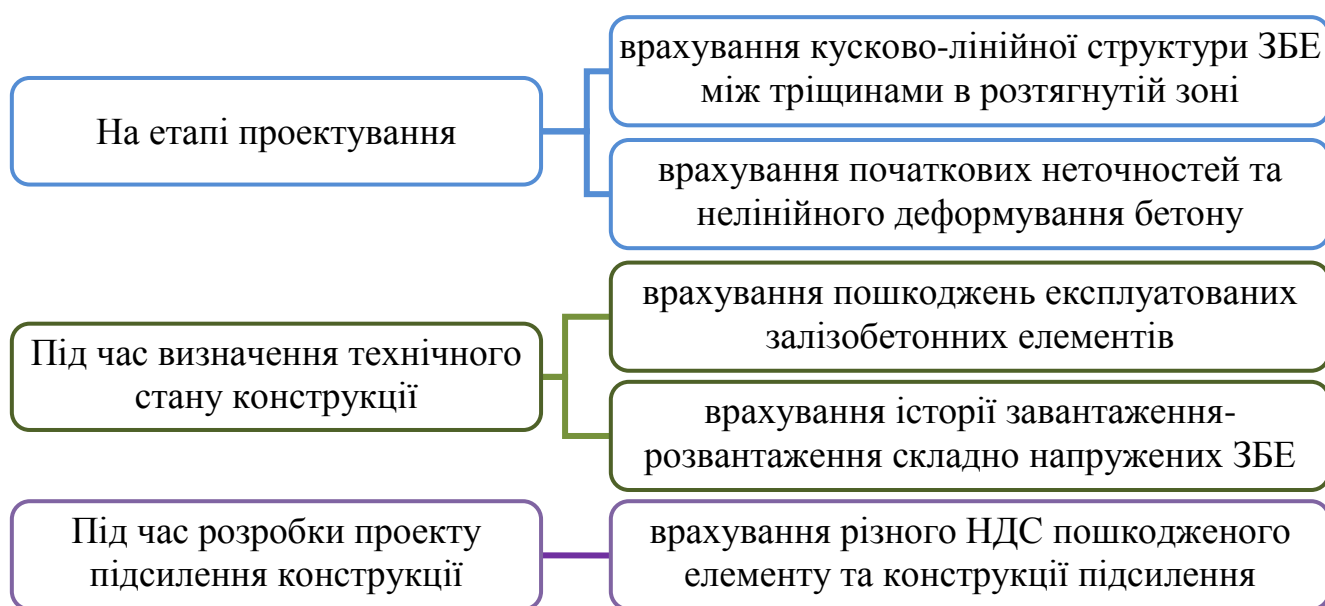 На етапі проектування
врахування кусково-лінійної структури ЗБЕ
між тріщинами в розтягнутій зоні
врахування початкових неточностей та
нелінійного деформування бетону
Під час визначення технічного
стану конструкції
врахування пошкоджень експлуатованих
залізобетонних елементів
врахування історії завантаження-
розвантаження складно напружених ЗБЕ
Під час розробки проекту
підсилення конструкції
врахування різного НДС пошкодженого
елементу та конструкції підсилення